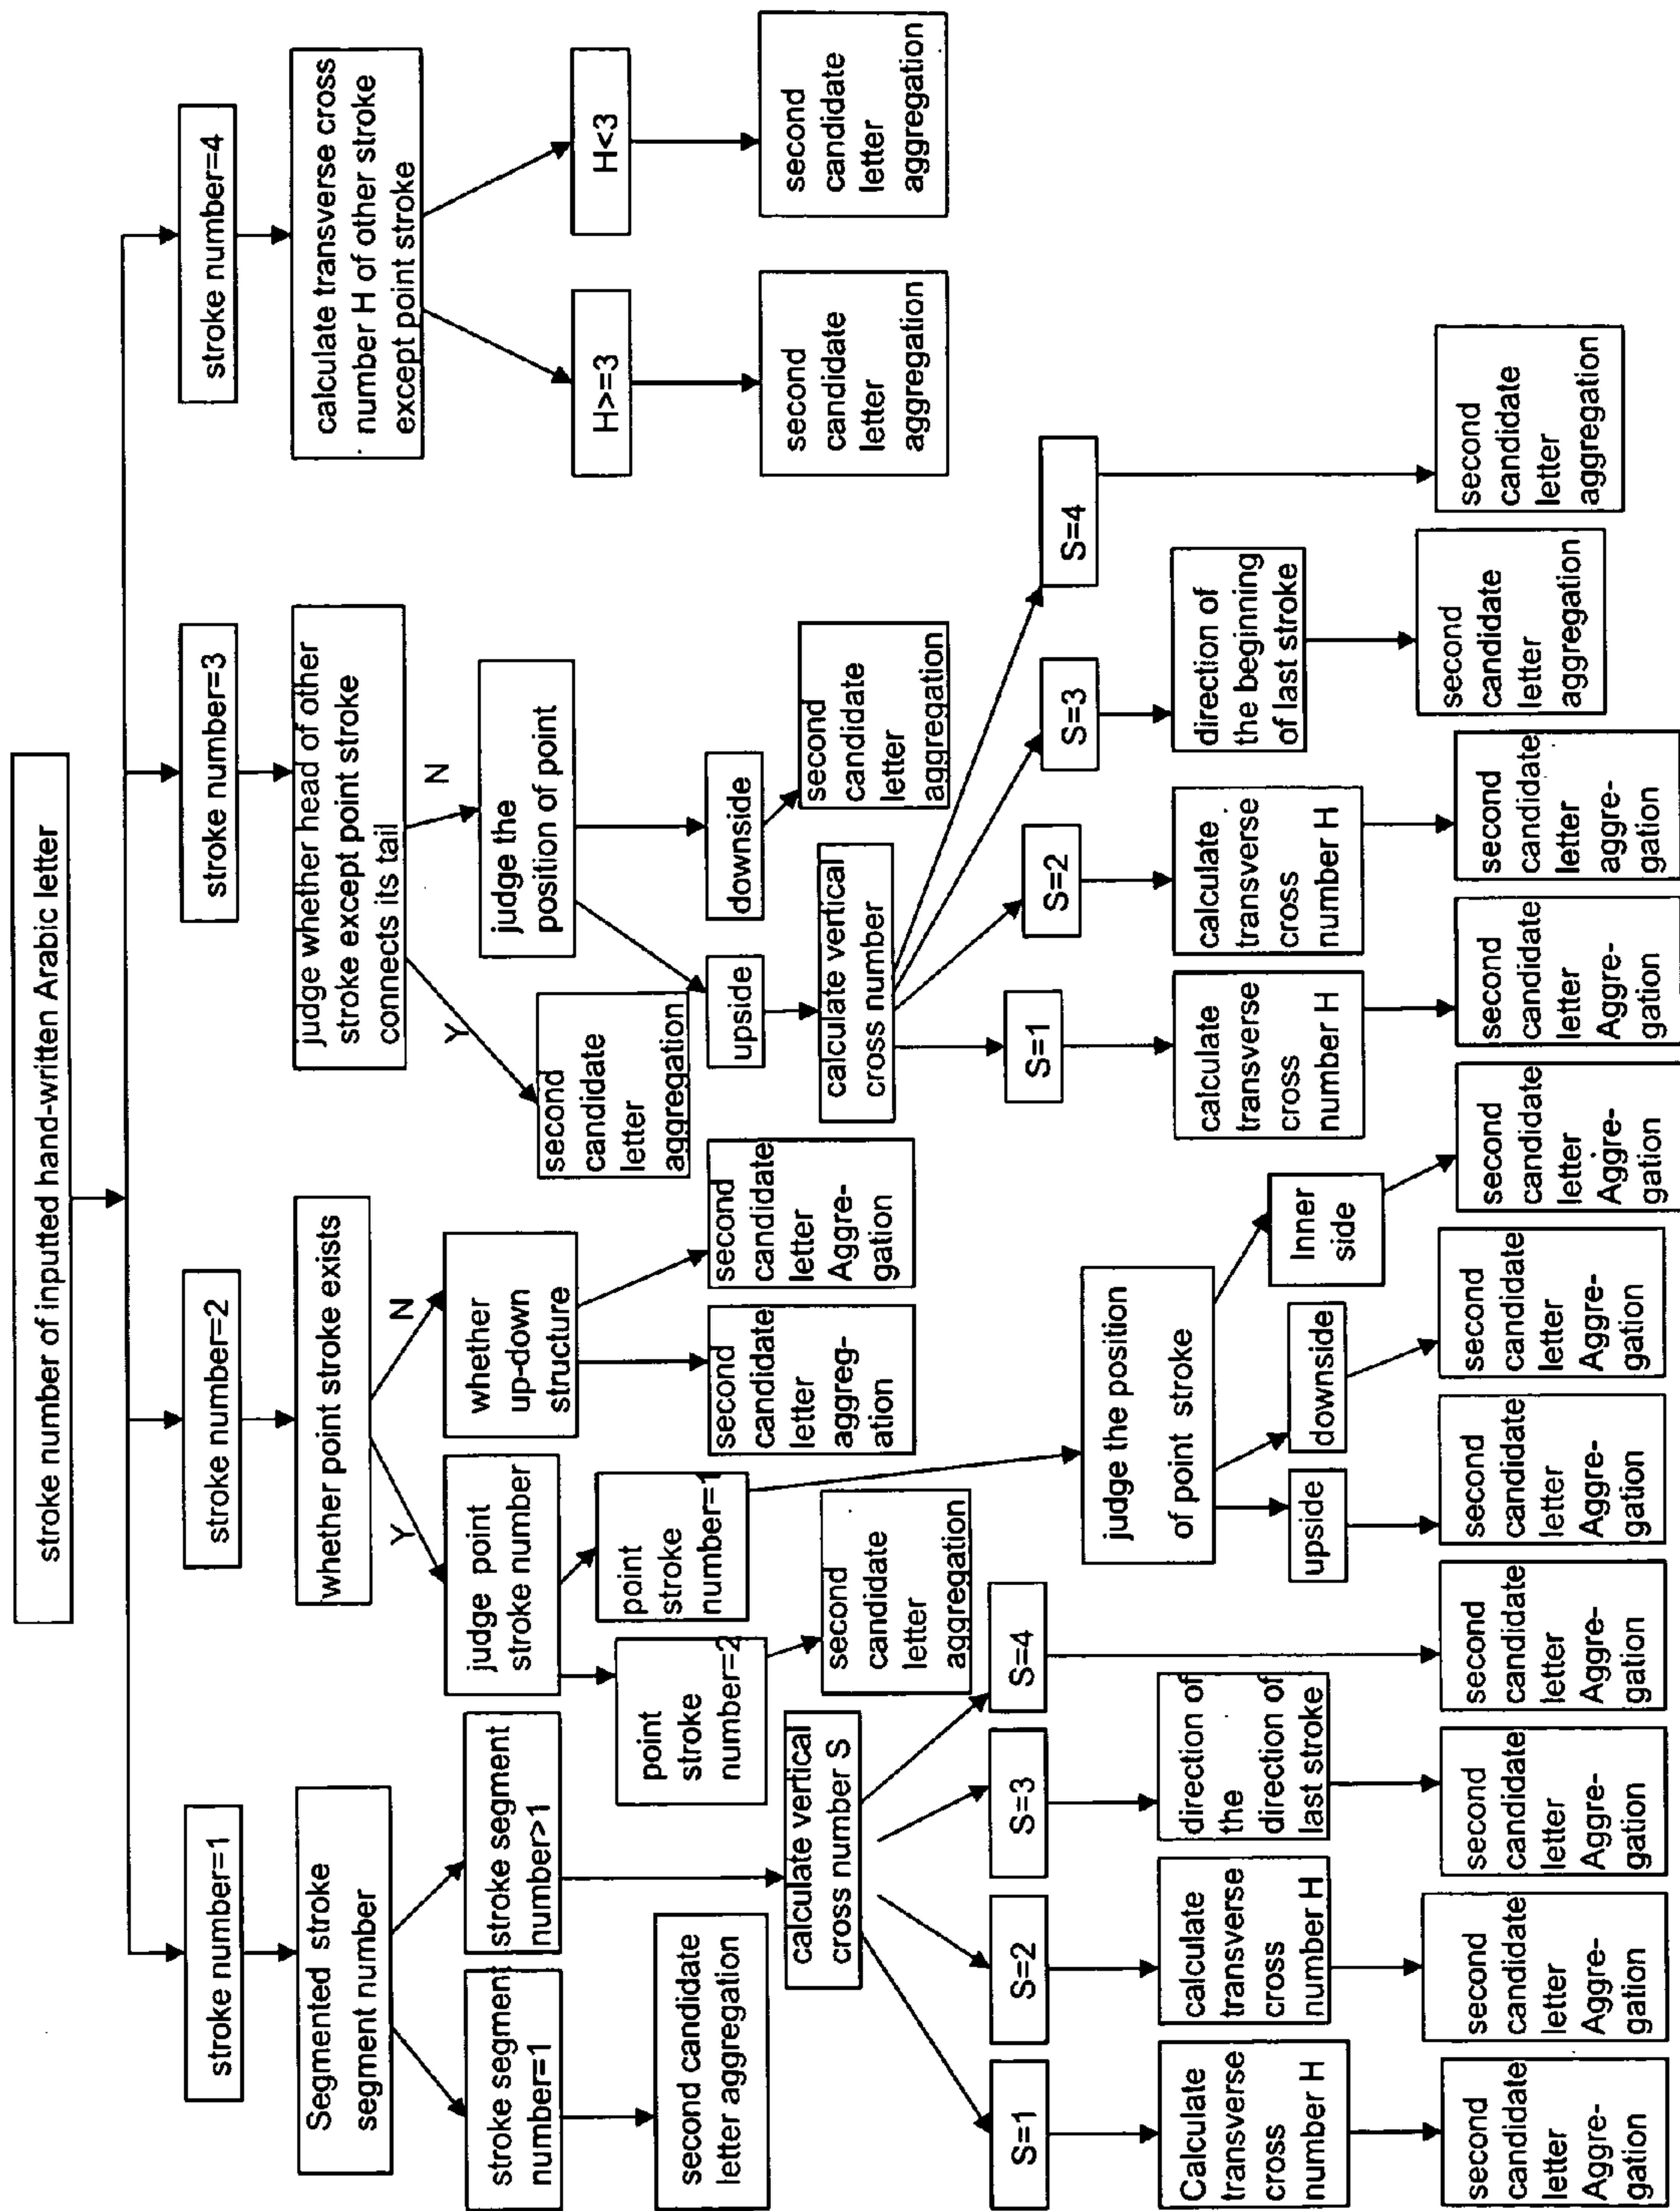 stroke number of inputted hand-written Arabic letter
stroke number=1
stroke number=2
stroke number=3
stroke number=4
Segmented stroke
segment number
whether point stroke exists
judge whether head of other
stroke except point stroke
connects its tail
calculate transverse cross
number H of other stroke
except point stroke
Y
N
Y
N
stroke segment
number=1
stroke segment
number>1
judge point
stroke number
whether
up-down
structure
judge the
position of point
H>=3
H<3
second candidate
letter aggregation
point
stroke
number=2
point
stroke
number=1
second
candidate
letter
aggreg-
ation
second
candidate
letter
Aggre-
gation
second
candidate
letter
aggregation
upside
downside
second
candidate
letter
aggregation
second
candidate
letter
aggregation
second
candidate
letter
aggregation
calculate vertical
cross number S
second
candidate
letter
aggregation
calculate vertical
cross number
S=1
S=2
S=3
S=4
S=1
S=2
S=3
S=4
judge the position
of point stroke
Calculate
transverse
cross
number H
calculate
transverse
cross
number H
direction of
the
direction of
last stroke
upside
downside
Inner
side
calculate
transverse
cross
number H
calculate
transverse
cross
number H
direction of
the beginning
of last stroke
second
candidate
letter
Aggre-
gation
second
candidate
letter
Aggre-
gation
second
candidate
letter
Aggre-
gation
second
candidate
letter
Aggre-
gation
second
candidate
letter
Aggre-
gation
second
candidate
letter
Aggre-
gation
second
candidate
letter
Aggre-
gation
second
candidate
letter
Aggre-
gation
second
candidate
letter
aggre-
gation
second
candidate
letter
aggregation
second
candidate
letter
aggregation